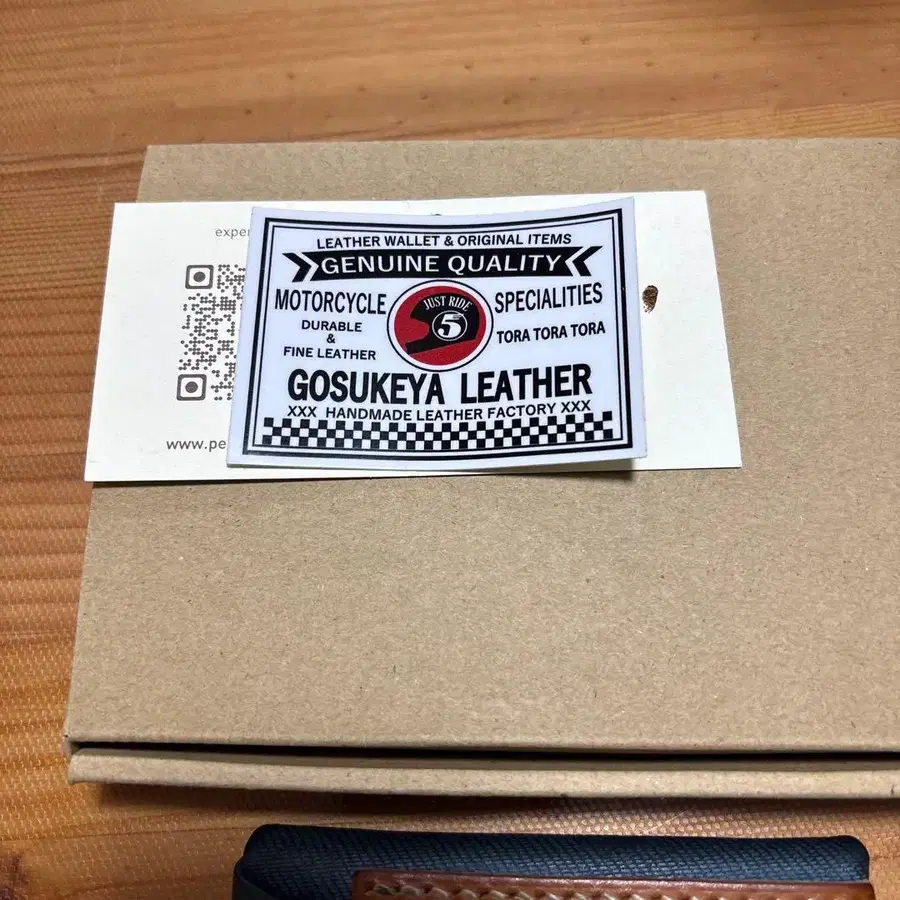 LEATHER WALLET & ORIGINAL ITEMS
GENUINE QUALITY
MOTORCYCLE
SPECIALITIES
JUST RIDE
5
DURABLE
&
FINE LEATHER
TORA TORA TORA
GOSUKEYA LEATHER
XXX HANDMADE LEATHER FACTORY XXX
exper
www.pe